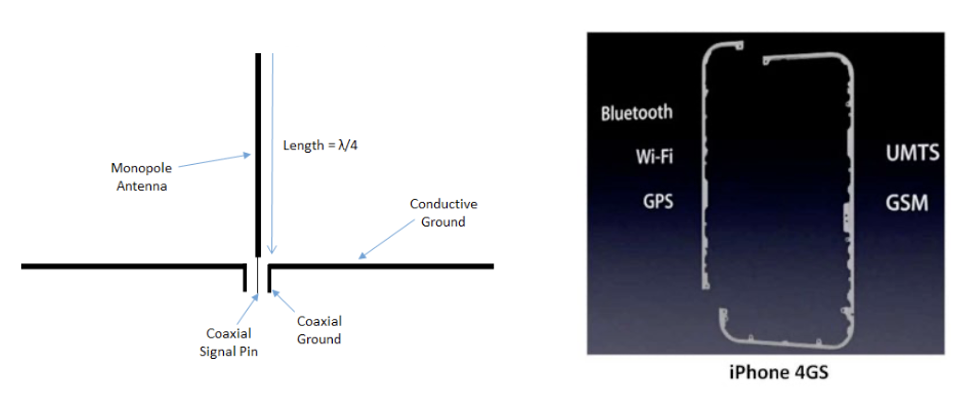 Length = λ/4
Monopole
Antenna
Conductive
Ground
Coaxial
Signal Pin
Coaxial
Ground
Bluetooth
Wi-Fi
GPS
UMTS
GSM
iPhone 4GS